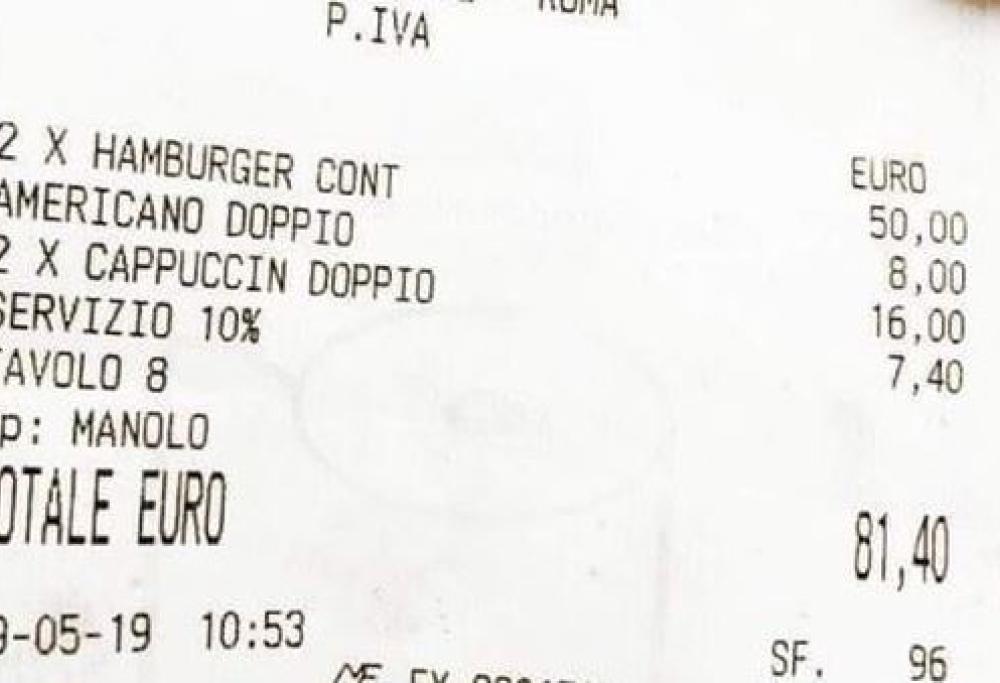 P.IVA
EURO
2 X HAMBURGER CONT 50,00
AMERICANO DOPPIO 8,00
2 X CAPPUCCIN DOPPIO 16,00
SERVIZIO 10% 7,40
TAVOLO 8
p: MANOLO
OTALE EURO 81,40
-05-19 10:53
SF. 96